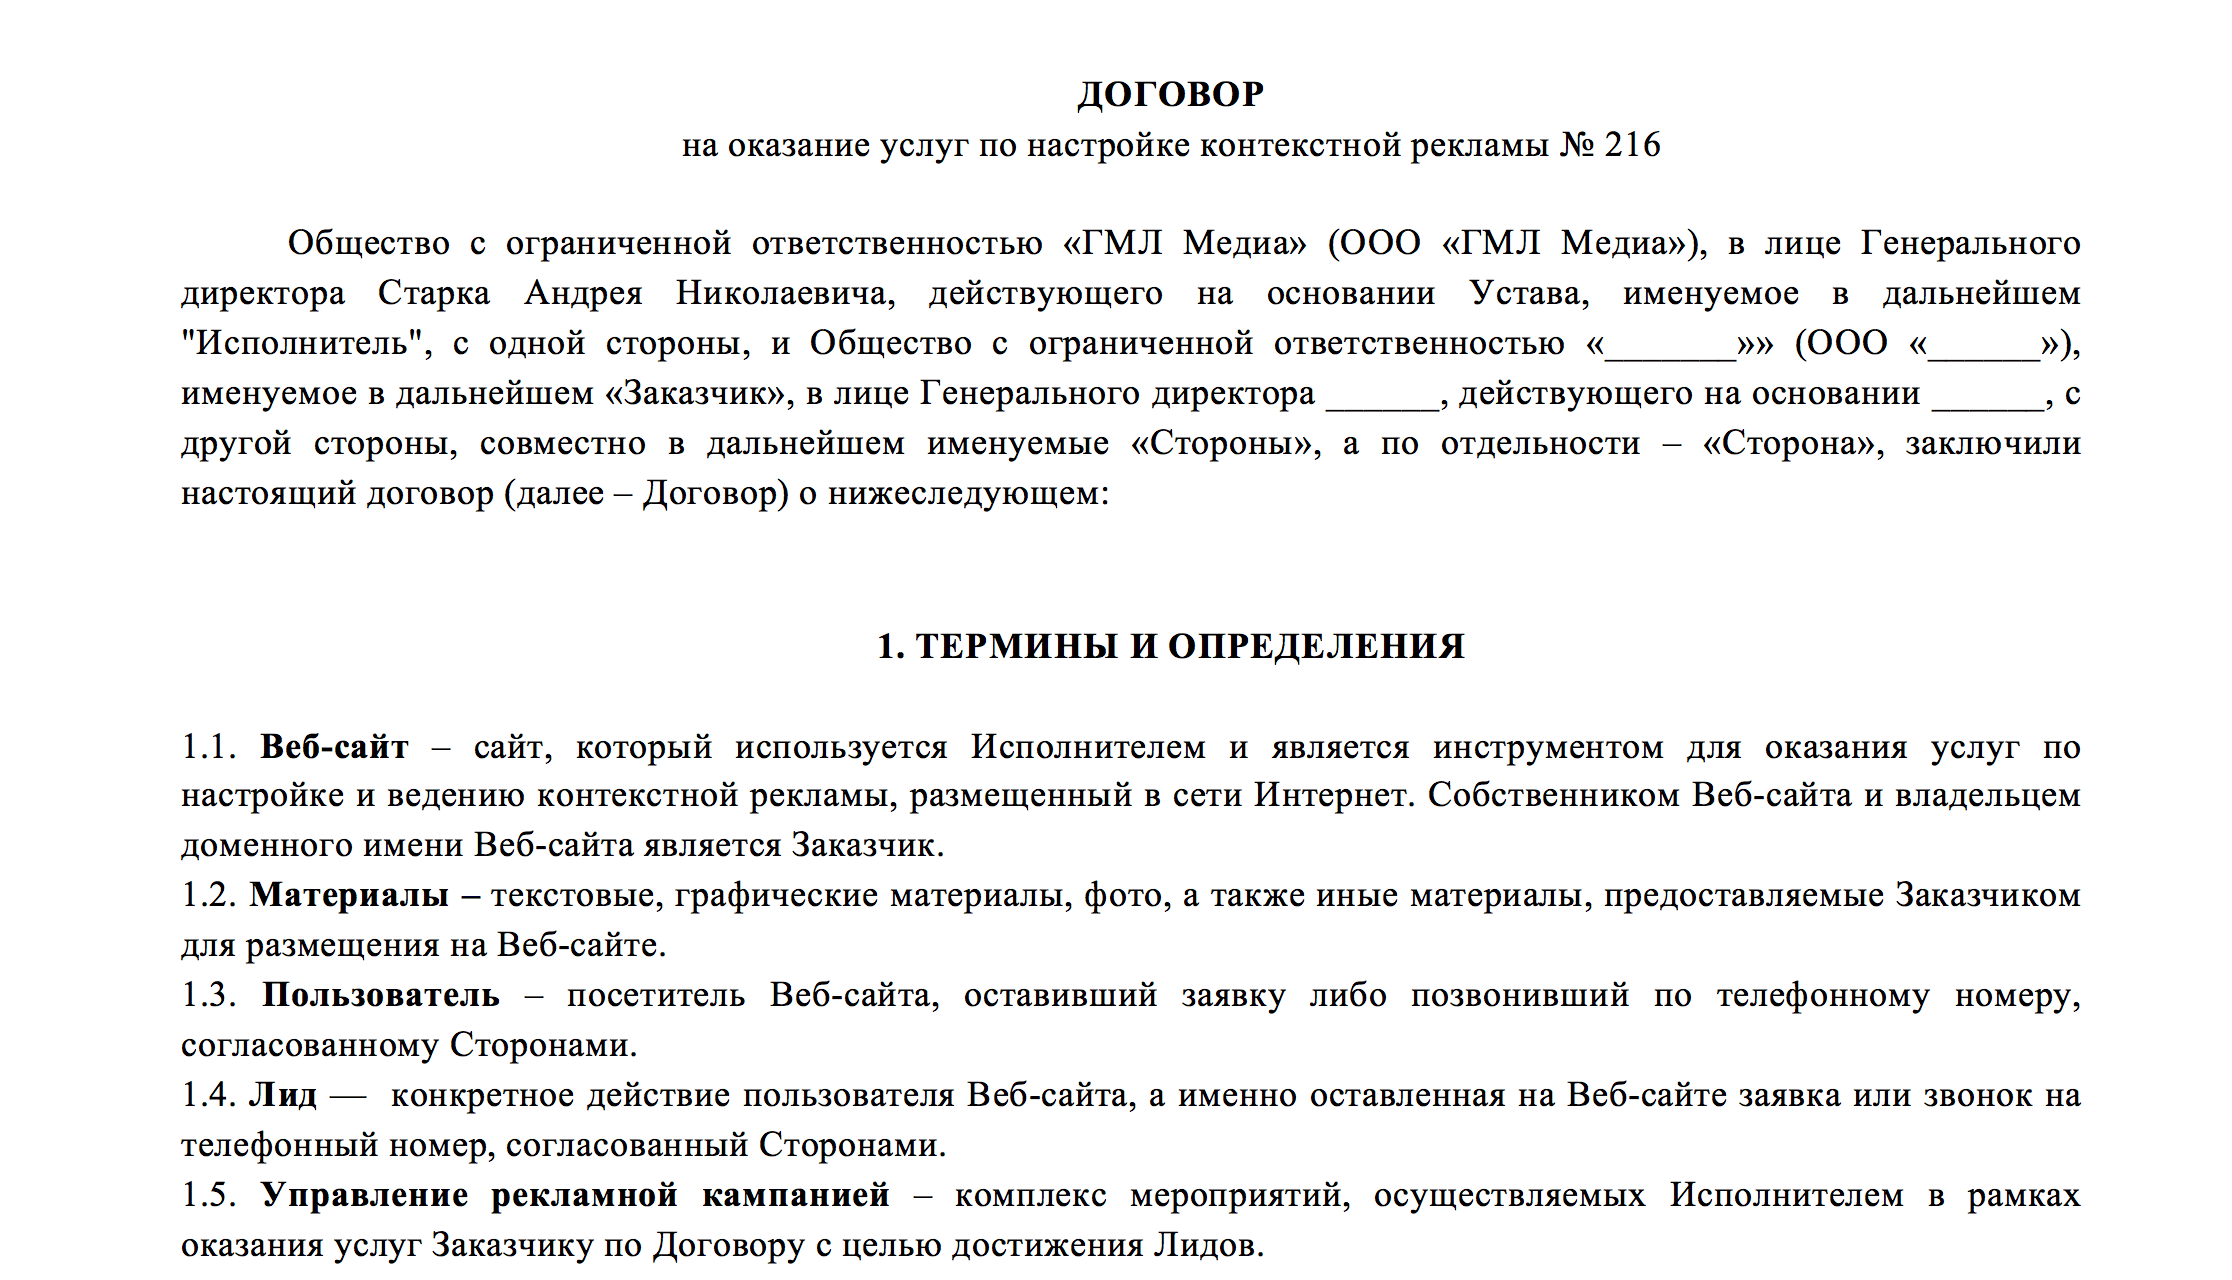 ДОГОВОР
на оказание услуг по настройке контекстной рекламы № 216
Общество с ограниченной ответственностью «ГМЛ Медиа» (ООО «ГМЛ Медиа»), в лице Генерального
директора Старка Андрея Николаевича, действующего на основании Устава, именуемое в дальнейшем
"Исполнитель", с одной стороны, и Общество с ограниченной ответственностью «_______»» (ООО «______»),
именуемое в дальнейшем «Заказчик», в лице Генерального директора ______, действующего на основании ______, с
другой стороны, совместно в дальнейшем именуемые «Стороны», а по отдельности – «Сторона», заключили
настоящий договор (далее – Договор) о нижеследующем:
1. ТЕРМИНЫ И ОПРЕДЕЛЕНИЯ
1.1. Веб-сайт – сайт, который используется Исполнителем и является инструментом для оказания услуг по
настройке и ведению контекстной рекламы, размещенный в сети Интернет. Собственником Веб-сайта и владельцем
доменного имени Веб-сайта является Заказчик.
1.2. Материалы – текстовые, графические материалы, фото, а также иные материалы, предоставляемые Заказчиком
для размещения на Веб-сайте.
1.3. Пользователь – посетитель Веб-сайта, оставивший заявку либо позвонивший по телефонному номеру,
согласованному Сторонами.
1.4. Лид — конкретное действие пользователя Веб-сайта, а именно оставленная на Веб-сайте заявка или звонок на
телефонный номер, согласованный Сторонами.
1.5. Управление рекламной кампанией – комплекс мероприятий, осуществляемых Исполнителем в рамках
оказания услуг Заказчику по Договору с целью достижения Лидов.